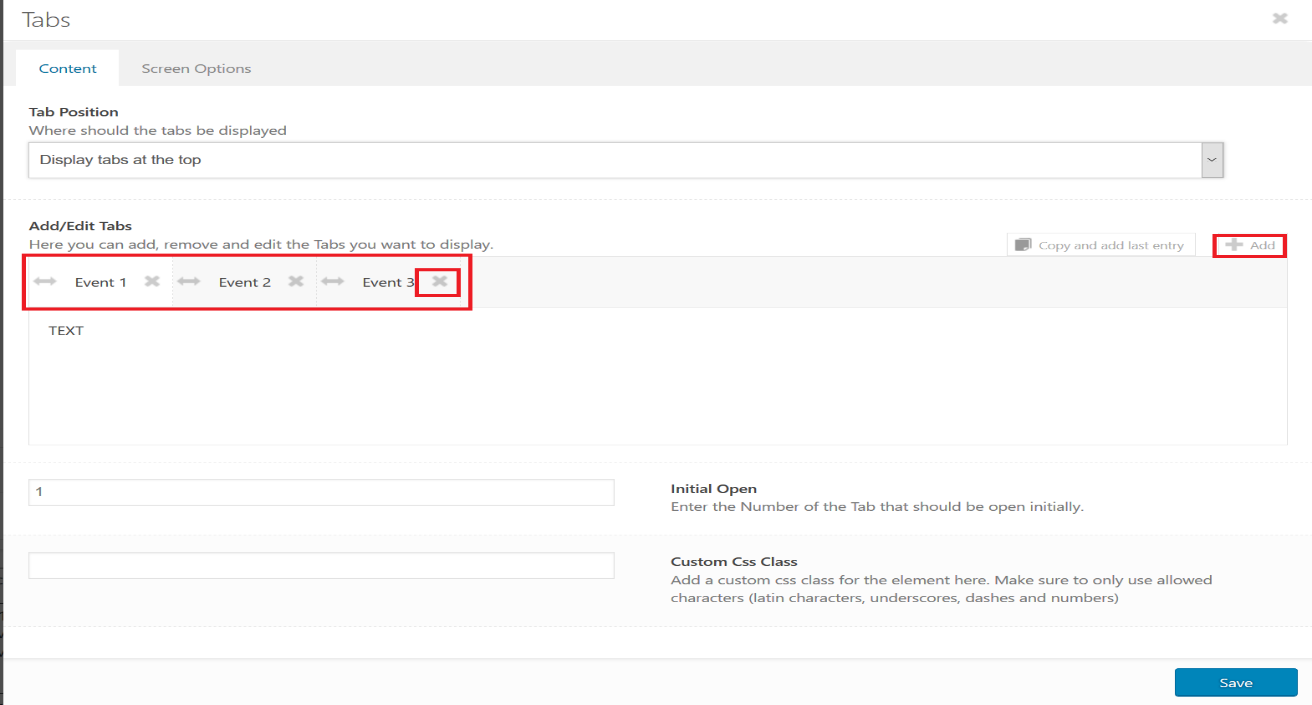 Tabs
Content
Screen Options
Tab Position
Where should the tabs be displayed
Display tabs at the top
Add/Edit Tabs
Here you can add, remove and edit the Tabs you want to display.
Copy and add last entry
Add
Event 1
Event 2
Event 3
TEXT
1
Initial Open
Enter the Number of the Tab that should be open initially.
Custom Css Class
Add a custom css class for the element here. Make sure to only use allowed
characters (latin characters, underscores, dashes and numbers)
Save